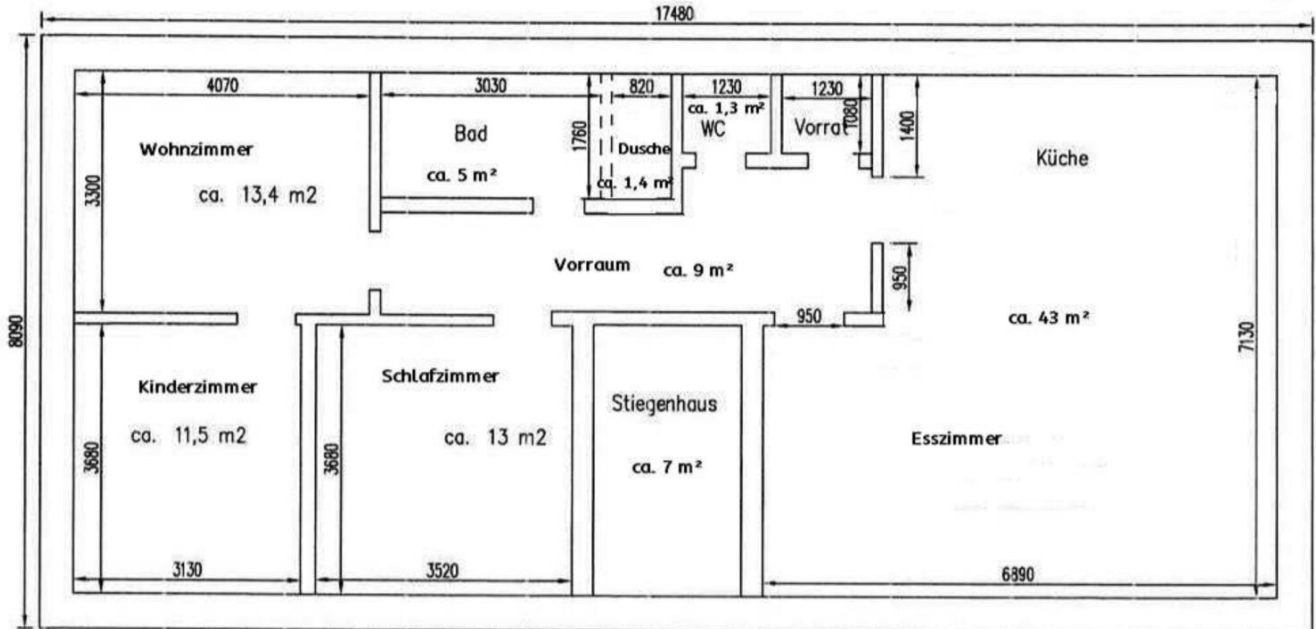 17480
4070
3030
820
1230
1230
ca. 1,3 m²
WC
Vorrat
1080
1400
Bad
1760
Dusche
Wohnzimmer
Küche
ca. 5 m²
ca. 1,4 m²
ca. 13,4 m2
3300
Vorraum
ca. 9 m²
950
950
ca. 43 m²
8090
7130
Kinderzimmer
Schlafzimmer
Stiegenhaus
ca. 11,5 m2
ca. 13 m2
Esszimmer
3680
3680
ca. 7 m²
3130
3520
6890